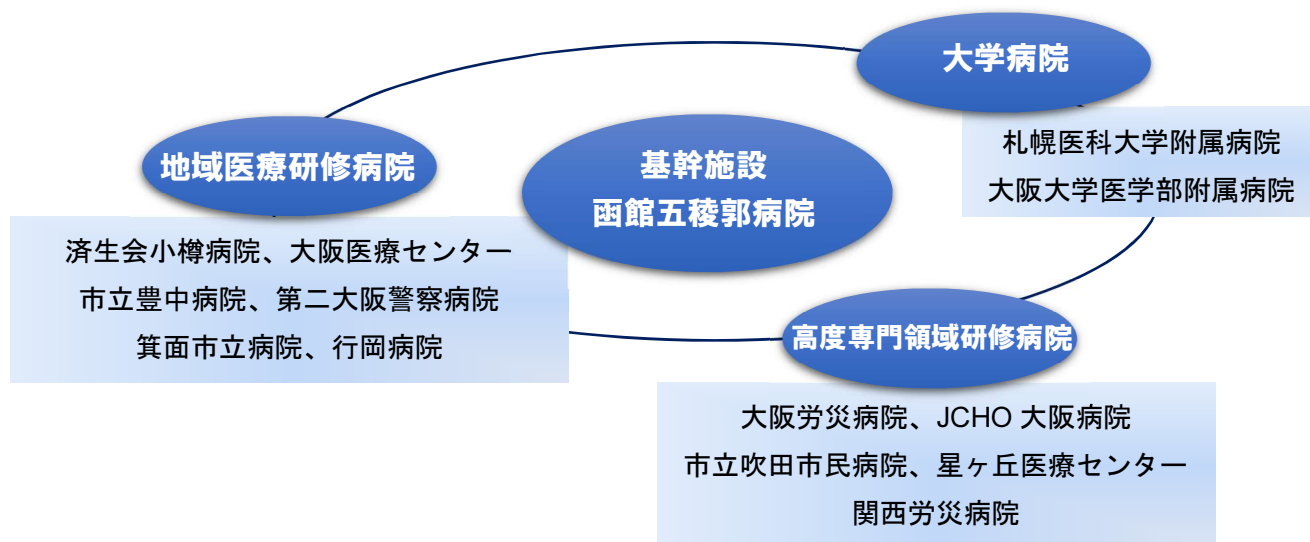 大学病院
札幌医科大学附属病院
大阪大学医学部附属病院
基幹施設
函館五稜郭病院
地域医療研修病院
済生会小樽病院、大阪医療センター
市立豊中病院、第二大阪警察病院
箕面市立病院、行岡病院
高度専門領域研修病院
大阪労災病院、JCHO 大阪病院
市立吹田市民病院、星ヶ丘医療センター
関西労災病院